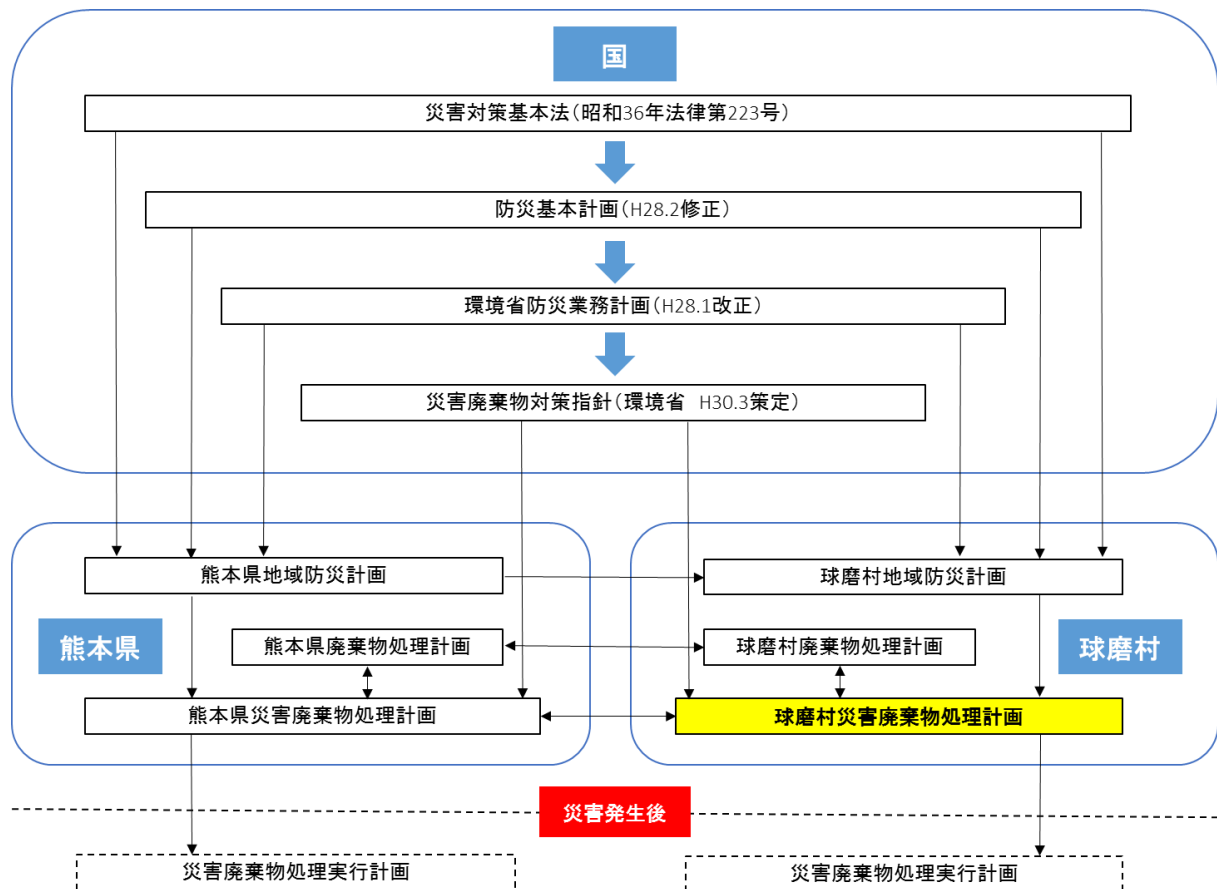 国
災害対策基本法(昭和36年法律第223号)
防災基本計画(H28.2修正)
環境省防災業務計画(H28.1改正)
災害廃棄物対策指針(環境省 H30.3策定)
熊本県地域防災計画
球磨村地域防災計画
熊本県
熊本県廃棄物処理計画
球磨村廃棄物処理計画
球磨村
熊本県災害廃棄物処理計画
球磨村災害廃棄物処理計画
災害発生後
災害廃棄物処理実行計画
災害廃棄物処理実行計画